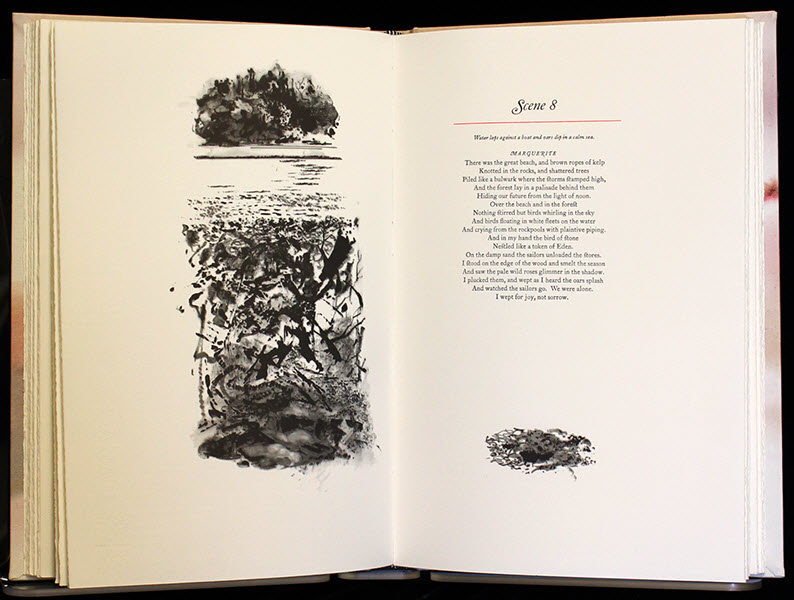 Scene 8
Water laps against a boat and oars dip in a calm sea.
MARGUERITE
There was the great beach, and brown ropes of kelp
Knotted in the rocks, and shattered trees
Piled like a bulwark where the storms stamped high,
And the forest lay in a palisade behind them
Hiding our future from the light of noon.
Over the beach and in the forest
Nothing stirred but birds whirling in the sky
And birds floating in white fleets on the water
And crying from the rockpools with plaintive piping.
And in my hand the bird of stone
Nestled like a token of Eden.
On the damp sand the sailors unloaded the stores.
I stood on the edge of the wood and smelt the season
And saw the pale wild roses glimmer in the shadow.
I plucked them, and wept as I heard the oars splash
And watched the sailors go. We were alone.
I wept for joy, not sorrow.